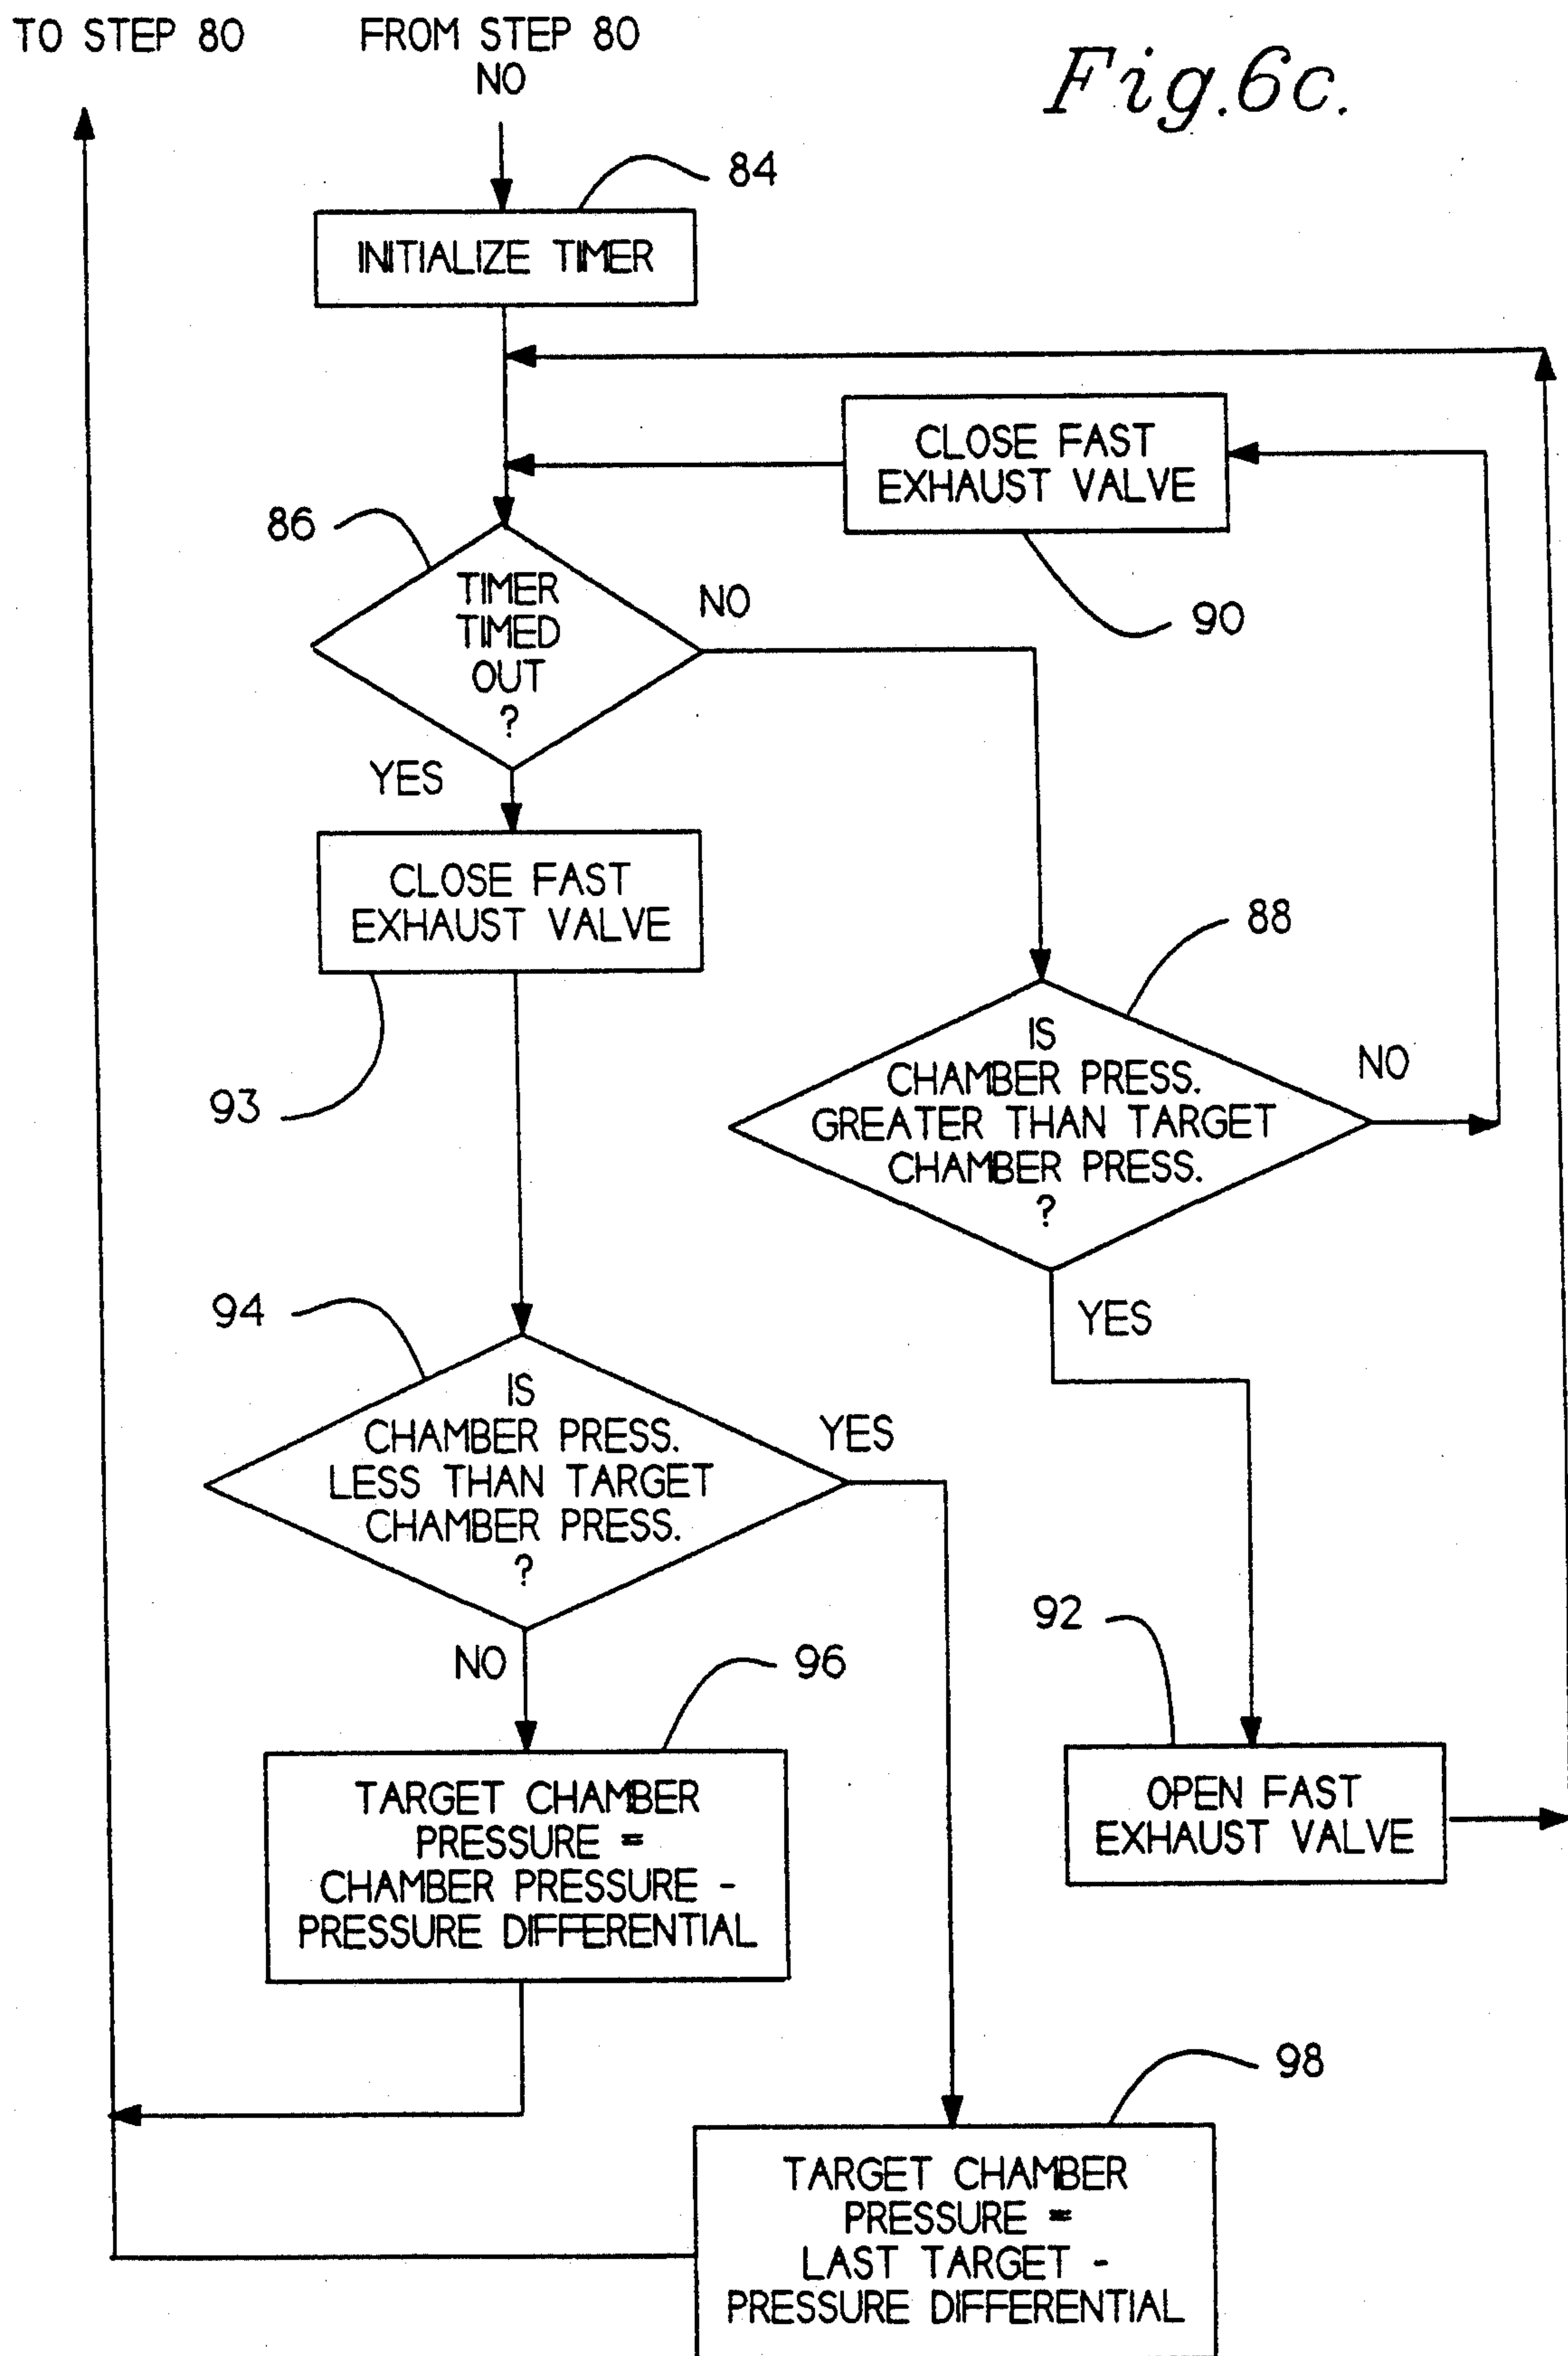 TO STEP 80
FROM STEP 80
NO
Fig.6c.
84
INITIALIZE TIMER
CLOSE FAST
EXHAUST VALVE
90
86
TIMER
TIMED
OUT
?
NO
YES
CLOSE FAST
EXHAUST VALVE
93
88
IS
CHAMBER PRESS.
GREATER THAN TARGET
CHAMBER PRESS.
?
NO
YES
94
IS
CHAMBER PRESS.
LESS THAN TARGET
CHAMBER PRESS.
?
YES
NO
96
TARGET CHAMBER
PRESSURE =
CHAMBER PRESSURE -
PRESSURE DIFFERENTIAL
92
OPEN FAST
EXHAUST VALVE
98
TARGET CHAMBER
PRESSURE =
LAST TARGET -
PRESSURE DIFFERENTIAL